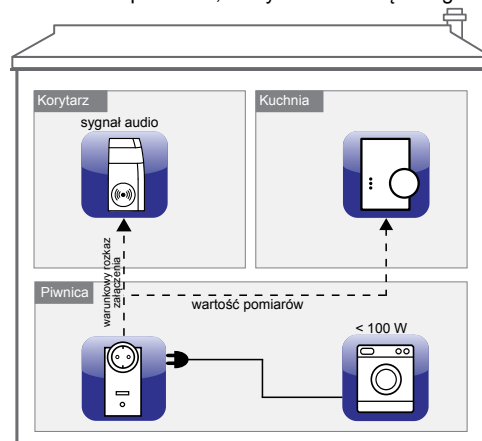 Korytarz
Kuchnia
sygnał audio
warunkowy rozkaz
załączenia
Piwnica
wartość pomiarów
< 100 W